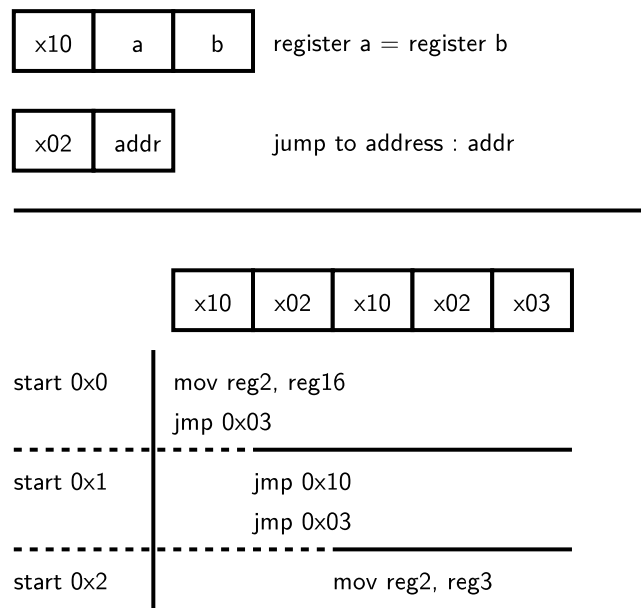 x10 a b register a = register b
x02 addr jump to address : addr
x10 x02 x10 x02 x03
start 0x0 mov reg2, reg16
jmp 0x03
start 0x1 jmp 0x10
jmp 0x03
start 0x2 mov reg2, reg3